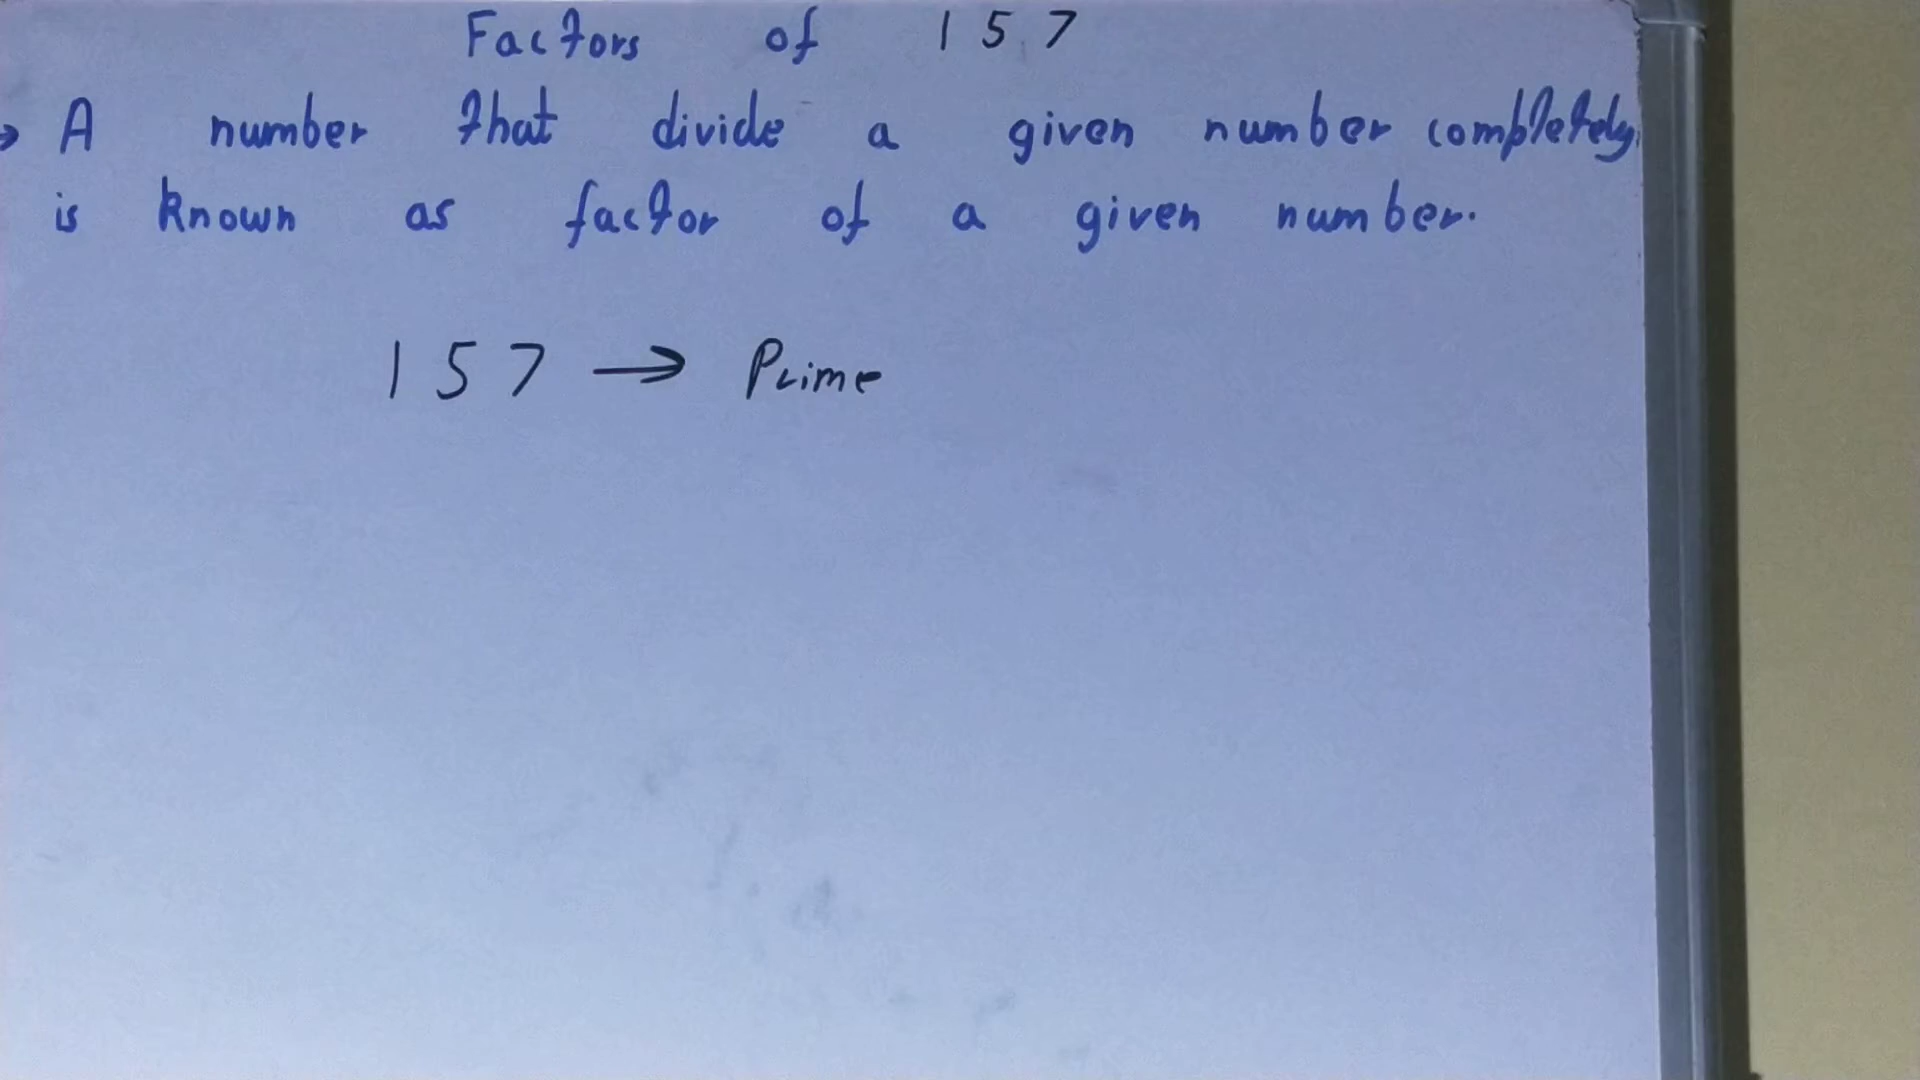 Factors of 157
→ A number that divide a given number completely
is known as factor of a given number.
157 → Prime